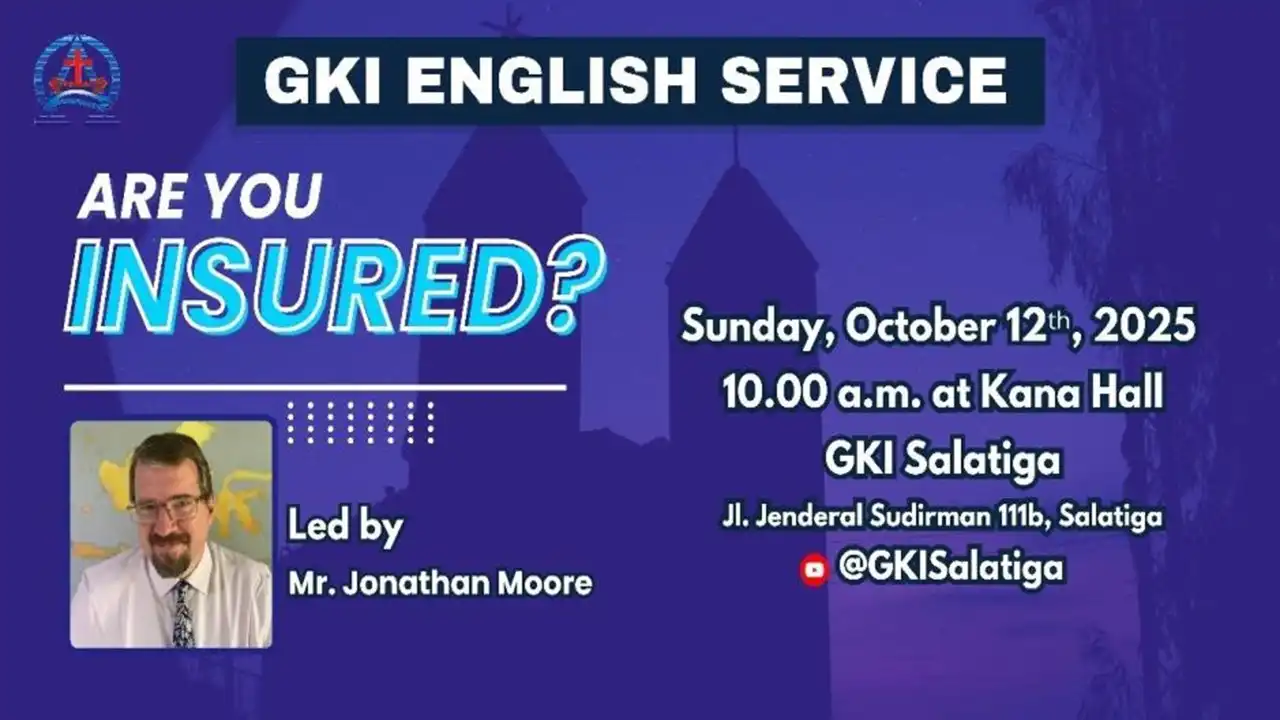 GKI ENGLISH SERVICE
ARE YOU
INSURED?
Sunday, October 12th, 2025
10.00 a.m. at Kana Hall
GKI Salatiga
Jl. Jenderal Sudirman 111b, Salatiga
@GKISalatiga
Led by
Mr. Jonathan Moore